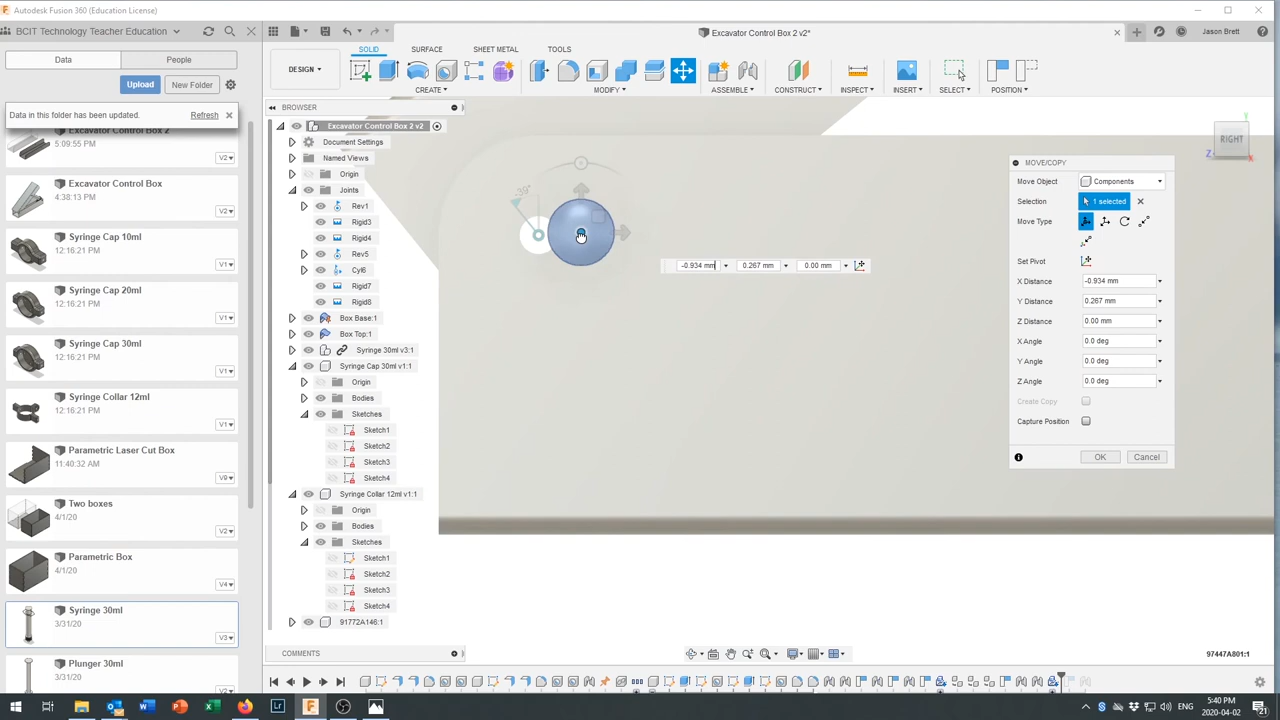 Autodesk Fusion 360 (Education License)
BCIT Technology Teacher Education
Excavator Control Box 2 v2*
Jason Brett
Data
People
Upload
New Folder
Data in this folder has been updated.
Refresh
Excavator Control Box 2
5:09:55 PM
V2
Excavator Control Box
4:38:13 PM
V2
Syringe Cap 10ml
12:16:21 PM
V1
Syringe Cap 20ml
12:16:21 PM
V1
Syringe Cap 30ml
12:16:21 PM
V1
Syringe Collar 12ml
12:16:21 PM
V1
Parametric Laser Cut Box
11:40:32 AM
V9
Two boxes
4/1/20
V2
Parametric Box
4/1/20
V4
Syringe 30ml
3/31/20
V3
Plunger 30ml
SOLID
SURFACE
SHEET METAL
TOOLS
DESIGN
CREATE
MODIFY
ASSEMBLE
CONSTRUCT
INSPECT
INSERT
SELECT
POSITION
BROWSER
Excavator Control Box 2 v2
Document Settings
Named Views
Origin
Joints
Rev1
Rigid3
Rigid4
Rev5
Cyl6
Rigid7
Rigid8
Box Base:1
Box Top:1
Syringe 30ml v3:1
Syringe Cap 30ml v1:1
Origin
Bodies
Sketches
Sketch1
Sketch2
Sketch3
Sketch4
Syringe Collar 12ml v1:1
Origin
Bodies
Sketches
Sketch1
Sketch2
Sketch3
Sketch4
91772A146:1
-0.934 mm
0.267 mm
0.00 mm
Y
RIGHT
Z
X
MOVE/COPY
Move Object
Components
Selection
1 selected
Move Type
Set Pivot
X Distance
-0.934 mm
Y Distance
0.267 mm
Z Distance
0.00 mm
X Angle
0.0 deg
Y Angle
0.0 deg
Z Angle
0.0 deg
Create Copy
Capture Position
OK
Cancel
COMMENTS
97447A801:1
ENG
5:40 PM
2020-04-02
21